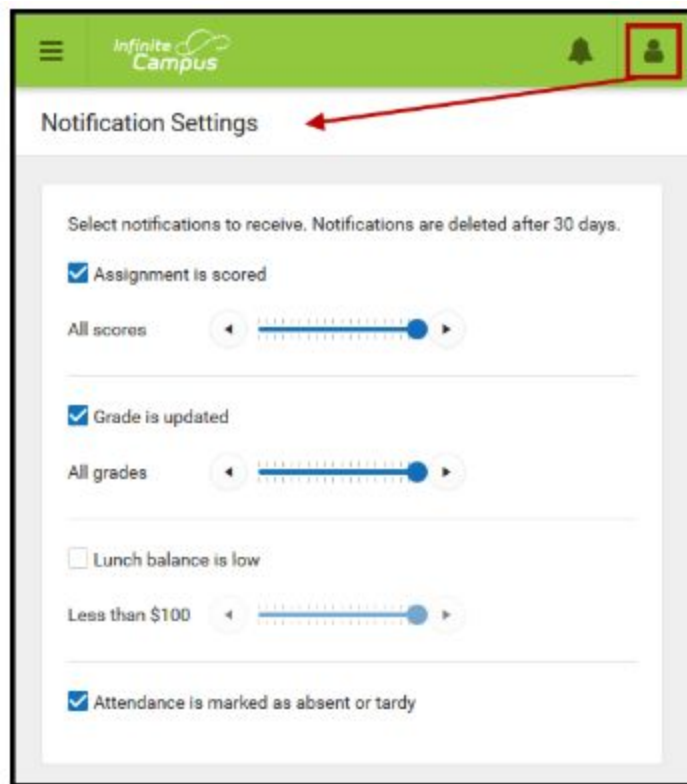 Infinite
Campus
Notification Settings
Select notifications to receive. Notifications are deleted after 30 days.
Assignment is scored
All scores
Grade is updated
All grades
Lunch balance is low
Less than $100
Attendance is marked as absent or tardy